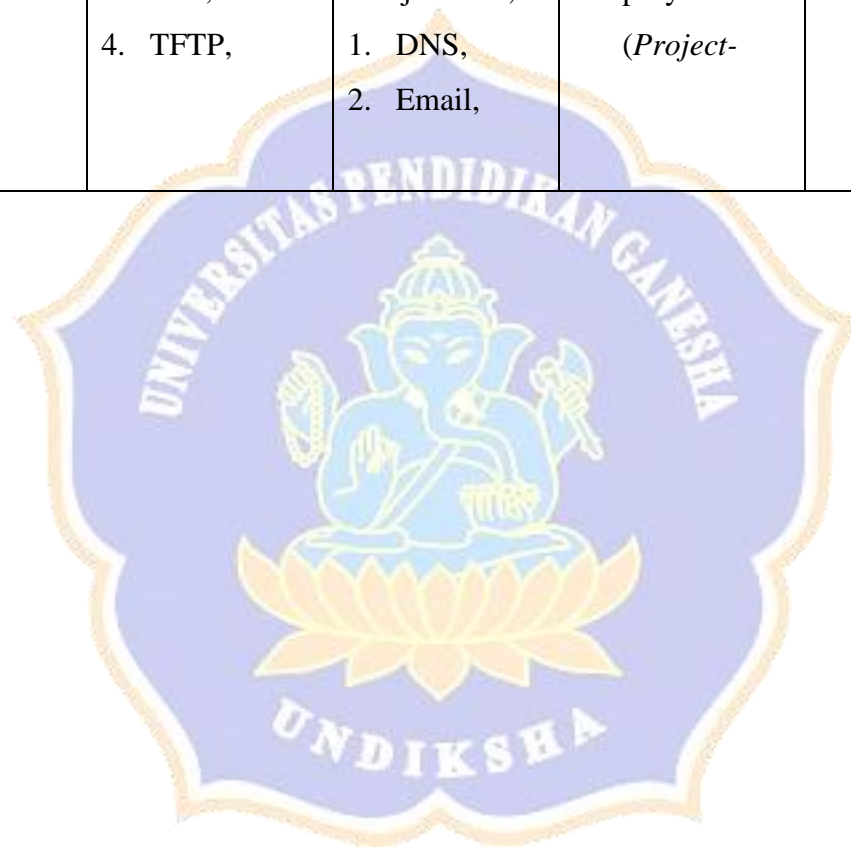 4. TFTP,
1. DNS,
(Project-
2. Email,
UNIVERSITAS PENDIDIKAN GANESHA
UNDIKSHA